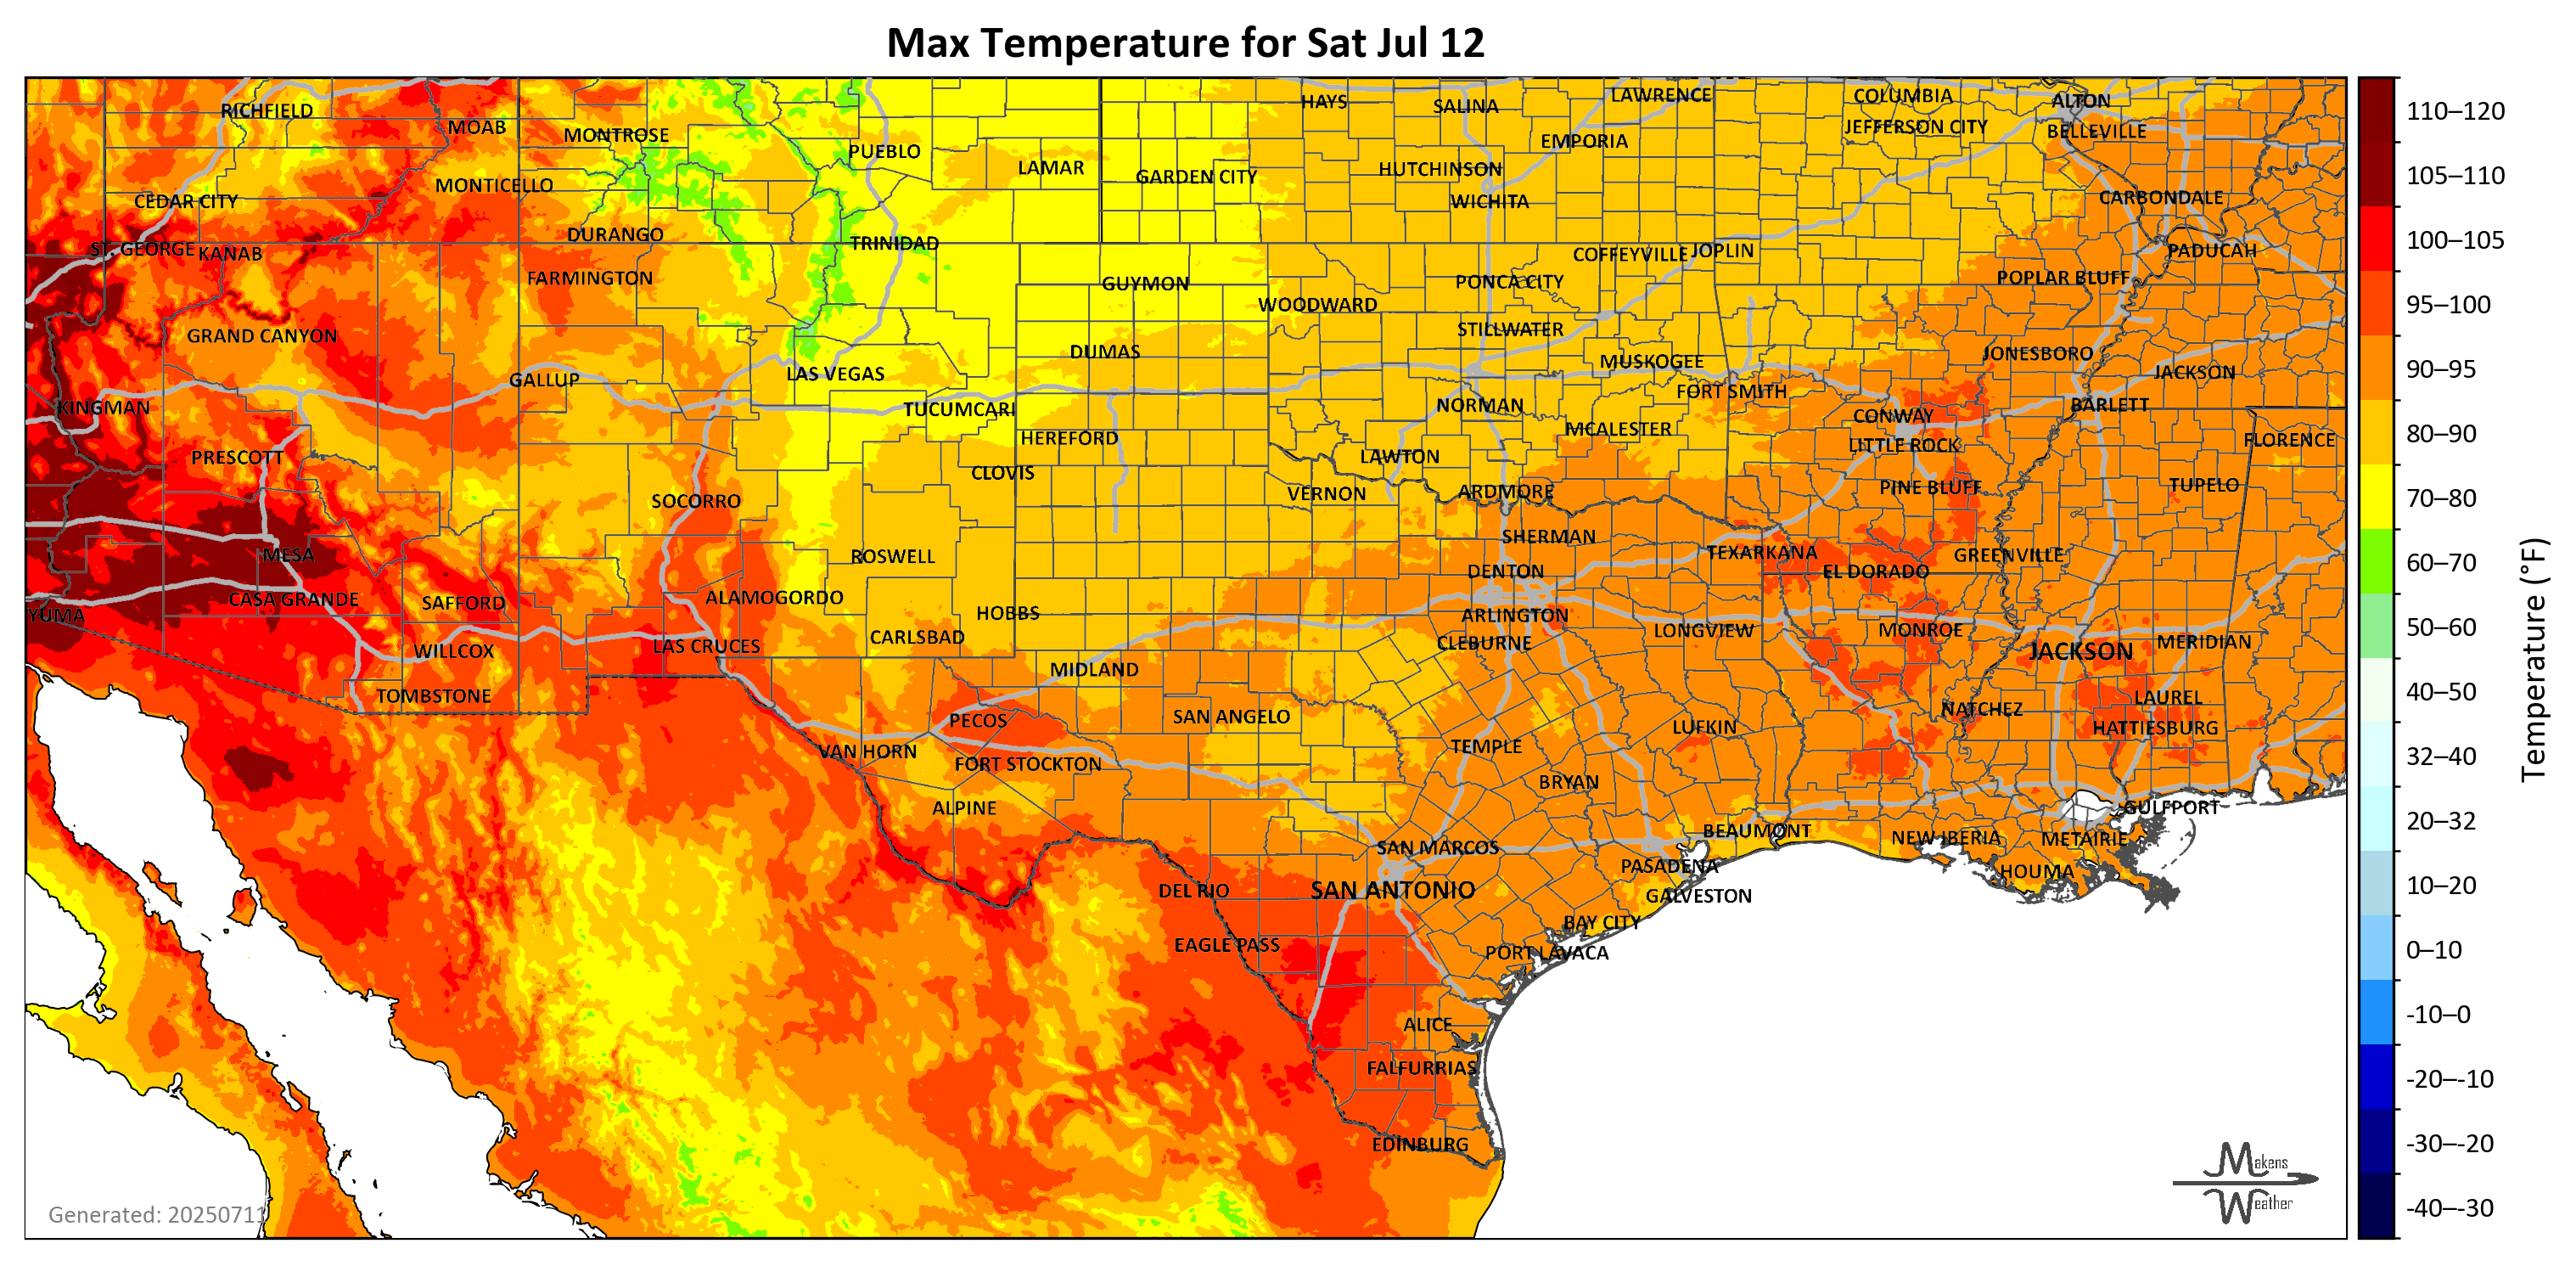 Max Temperature for Sat Jul 12
RICHFIELD
MOAB
MONTROSE
PUEBLO
LAMAR
GARDEN CITY
HAYS
SALINA
LAWRENCE
EMPORIA
HUTCHINSON
WICHITA
COLUMBIA
JEFFERSON CITY
ALTON
BELLEVILLE
CARBONDALE
MONTICELLO
CEDAR CITY
DURANGO
TRINIDAD
ST. GEORGE
KANAB
FARMINGTON
GUYMON
WOODWARD
PONCA CITY
COFFEYVILLE
JOPLIN
POPLAR BLUFF
PADUCAH
GRAND CANYON
STILLWATER
DUMAS
MUSKOGEE
JONESBORO
JACKSON
GALLUP
LAS VEGAS
FORT SMITH
KINGMAN
TUCUMCARI
NORMAN
CONWAY
BARLETT
HEREFORD
MCALESTER
LITTLE ROCK
FLORENCE
PRESCOTT
CLOVIS
LAWTON
SOCORRO
VERNON
ARDMORE
PINE BLUFF
TUPELO
SHERMAN
MESA
ROSWELL
TEXARKANA
GREENVILLE
DENTON
EL DORADO
CASA GRANDE
SAFFORD
ALAMOGORDO
YUMA
HOBBS
ARLINGTON
CARLSBAD
CLEBURNE
LONGVIEW
MONROE
WILLCOX
LAS CRUCES
JACKSON
MERIDIAN
MIDLAND
TOMBSTONE
LAUREL
PECOS
SAN ANGELO
NATCHEZ
LUFKIN
HATTIESBURG
VAN HORN
TEMPLE
FORT STOCKTON
BRYAN
ALPINE
GULFPORT
BEAUMONT
NEW IBERIA
METAIRIE
SAN MARCOS
PASADENA
HOUMA
DEL RIO
SAN ANTONIO
GALVESTON
BAY CITY
EAGLE PASS
PORT LAVACA
ALICE
FALFURRIAS
EDINBURG
Generated: 20250711
Makens
Weather
110–120
105–110
100–105
95–100
90–95
80–90
70–80
60–70
50–60
40–50
32–40
20–32
10–20
0–10
-10–0
-20–-10
-30–-20
-40–-30
Temperature (°F)